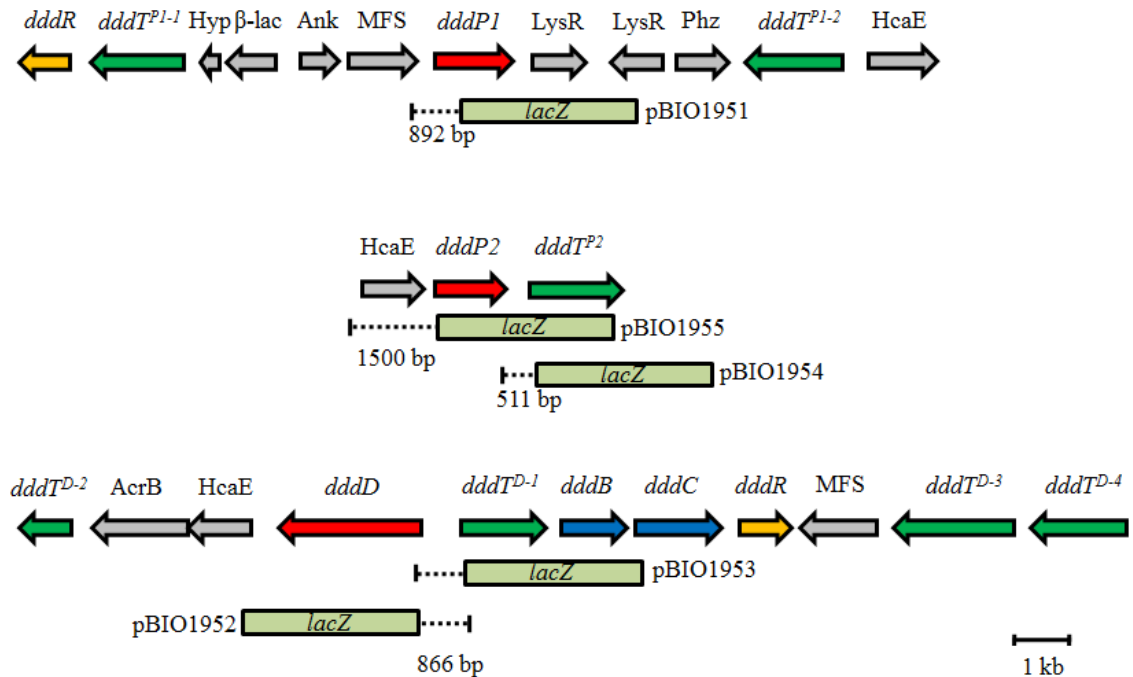 dddR dddT^P1-1 Hyp β-lac Ank MFS dddP1 LysR LysR Phz dddT^P1-2 HcaE
lacZ pBIO1951
892 bp
HcaE dddP2 dddT^P2
lacZ pBIO1955
1500 bp
lacZ pBIO1954
511 bp
dddT^D-2 AcrB HcaE dddD dddT^D-1 dddB dddC dddR MFS dddT^D-3 dddT^D-4
lacZ pBIO1953
pBIO1952 lacZ
866 bp 1 kb